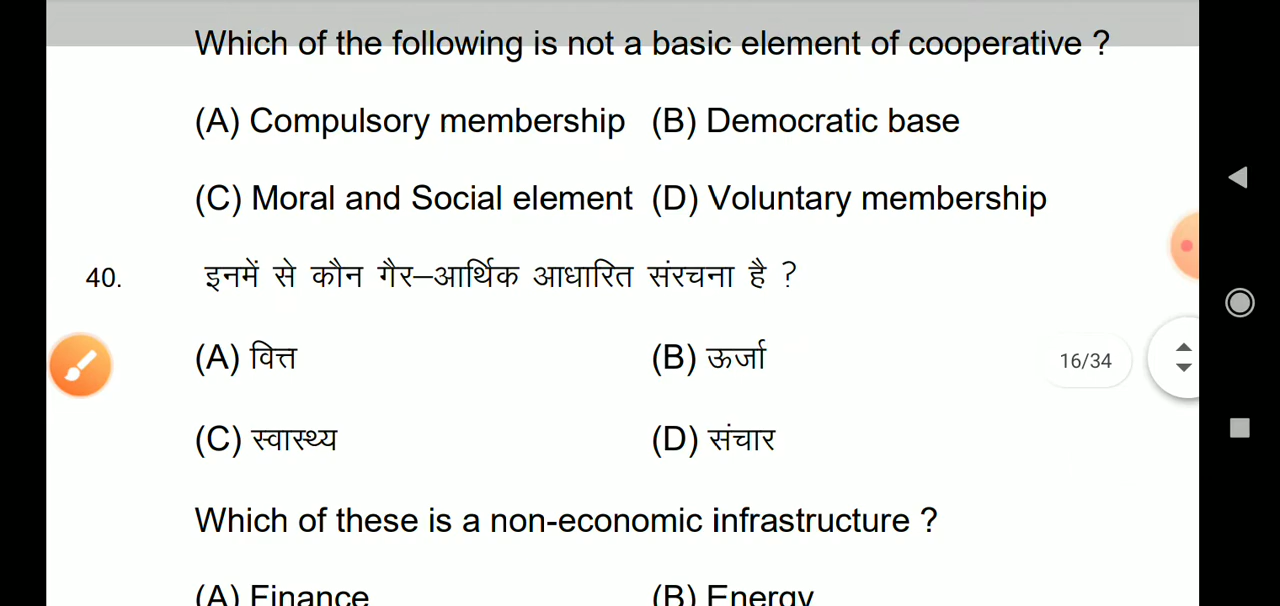 Which of the following is not a basic element of cooperative ?
(A) Compulsory membership (B) Democratic base
(C) Moral and Social element (D) Voluntary membership
40. इनमें से कौन गैर–आर्थिक आधारित संरचना है ?
(A) वित्त (B) ऊर्जा
16/34
(C) स्वास्थ्य (D) संचार
Which of these is a non-economic infrastructure ?
(A) Finance (B) Energy